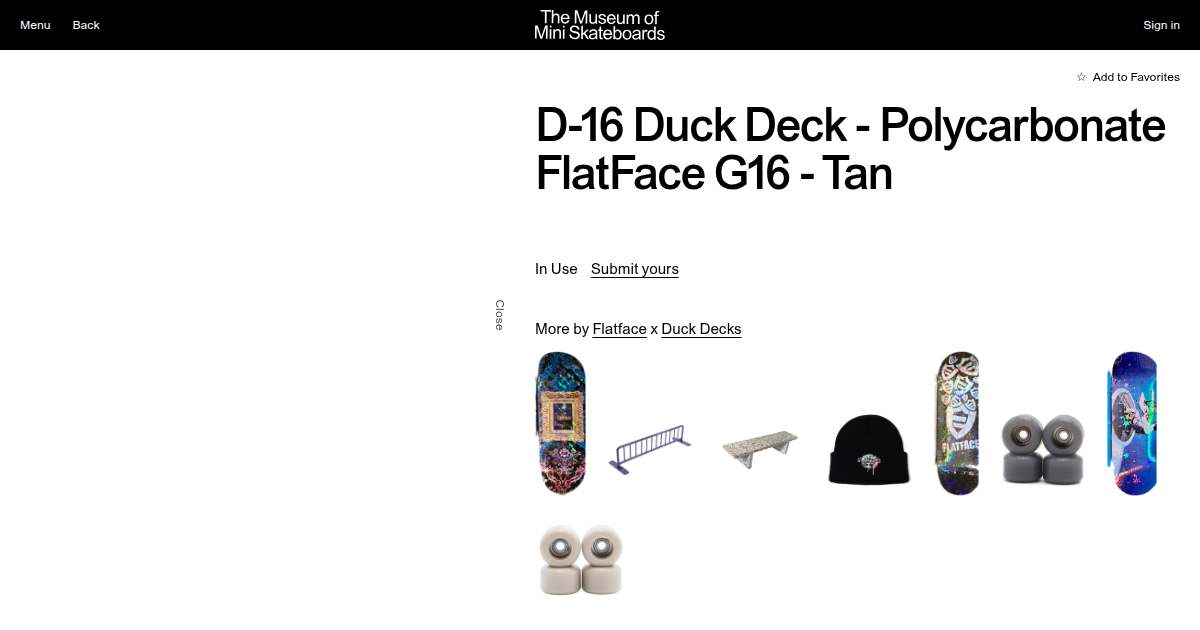 Menu
Back
The Museum of
Mini Skateboards
Sign in
☆ Add to Favorites
D-16 Duck Deck - Polycarbonate
FlatFace G16 - Tan
In Use
Submit yours
Close
More by Flatface x Duck Decks
FLATFACE